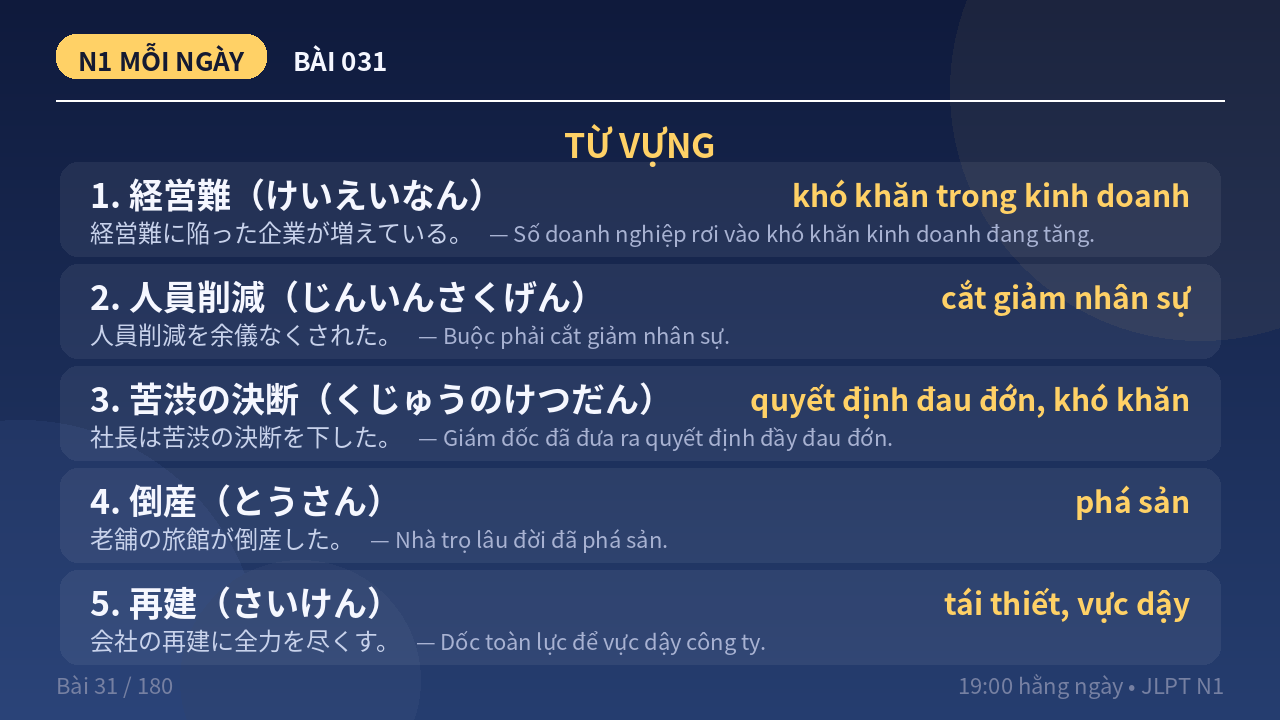 N1 MỖI NGÀY BÀI 031
TỪ VỰNG
1. 経営難（けいえいなん） khó khăn trong kinh doanh
経営難に陥った企業が増えている。 — Số doanh nghiệp rơi vào khó khăn kinh doanh đang tăng.
2. 人員削減（じんいんさくげん） cắt giảm nhân sự
人員削減を余儀なくされた。 — Buộc phải cắt giảm nhân sự.
3. 苦渋の決断（くじゅうのけつだん） quyết định đau đớn, khó khăn
社長は苦渋の決断を下した。 — Giám đốc đã đưa ra quyết định đầy đau đớn.
4. 倒産（とうさん） phá sản
老舗の旅館が倒産した。 — Nhà trọ lâu đời đã phá sản.
5. 再建（さいけん） tái thiết, vực dậy
会社の再建に全力を尽くす。 — Dốc toàn lực để vực dậy công ty.
Bài 31 / 180 19:00 hằng ngày • JLPT N1